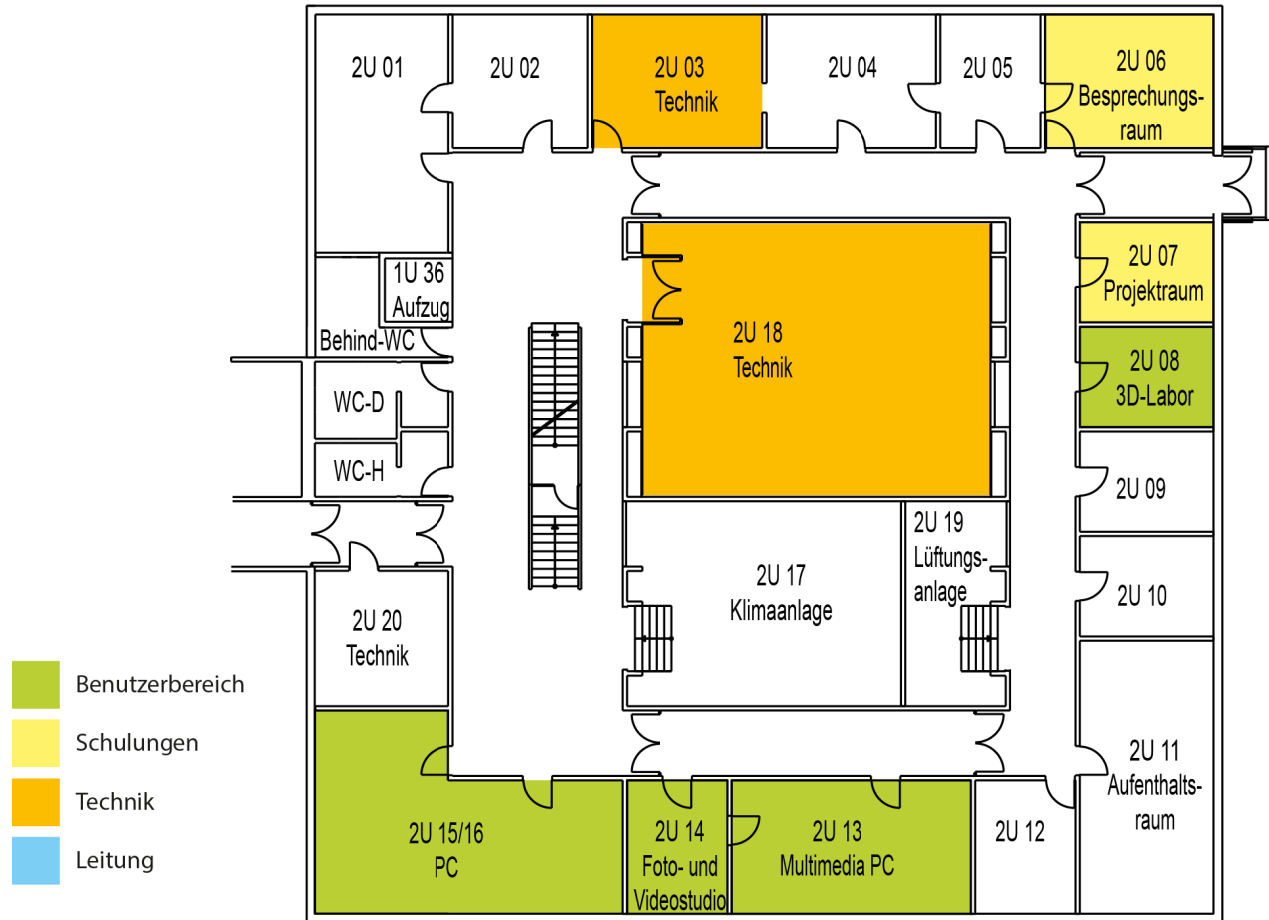 2U 01
2U 02
2U 03
Technik
2U 04
2U 05
2U 06
Besprechungs-
raum
1U 36
Aufzug
Behind-WC
WC-D
WC-H
2U 18
Technik
2U 07
Projektraum
2U 08
3D-Labor
2U 09
2U 10
2U 19
Lüftungs-
anlage
2U 17
Klimaanlage
2U 20
Technik
2U 11
Aufenthalts-
raum
2U 15/16
PC
2U 14
Foto- und
Videostudio
2U 13
Multimedia PC
2U 12
Benutzerbereich
Schulungen
Technik
Leitung